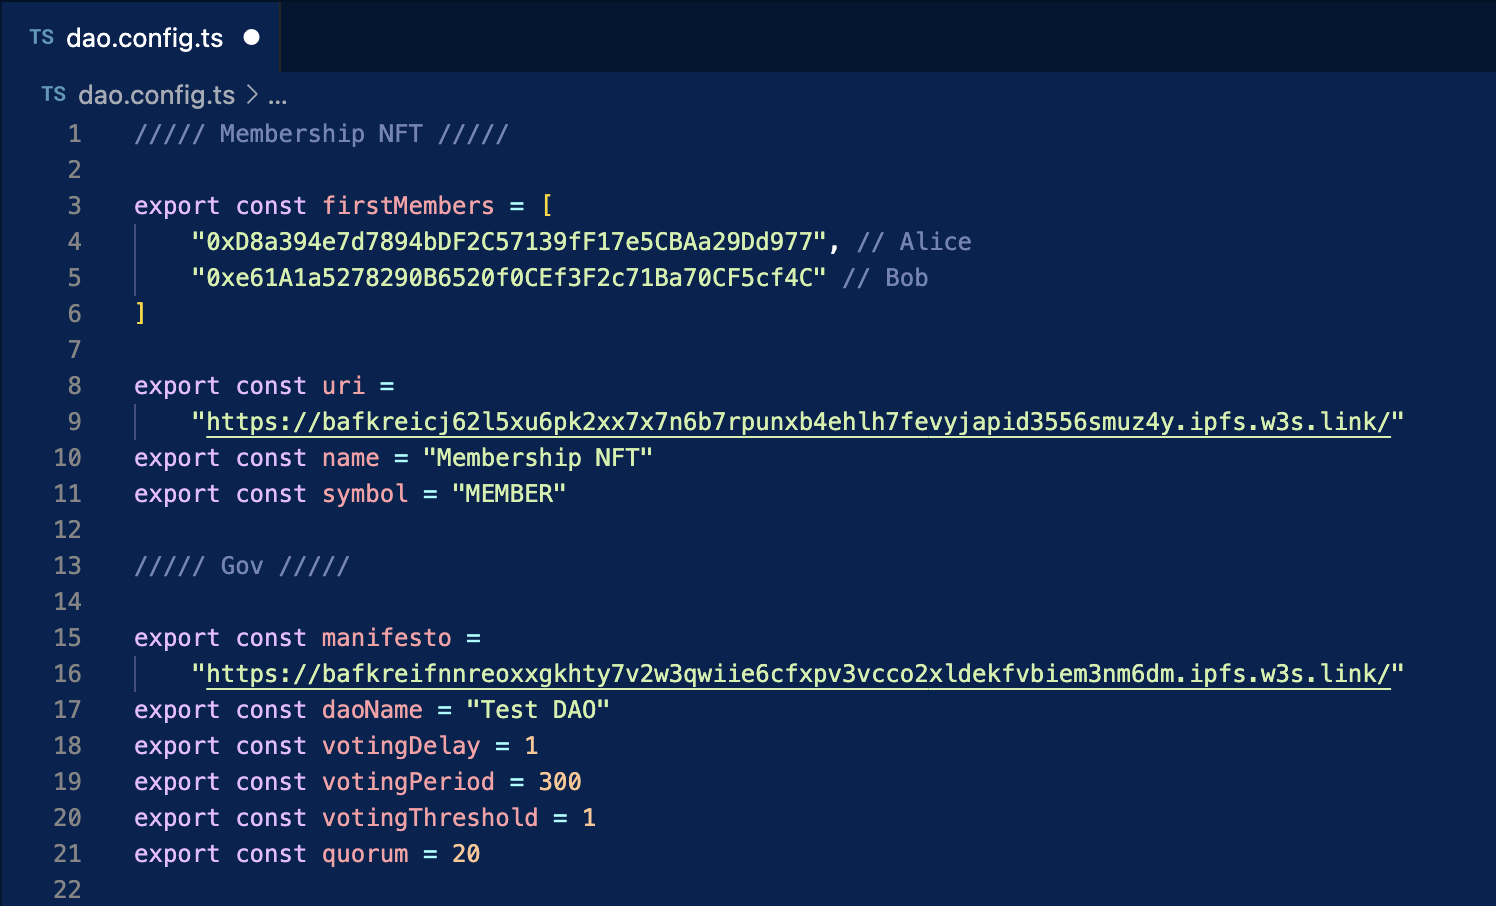 TS dao.config.ts
TS dao.config.ts > ...
1 ///// Membership NFT /////
2
3 export const firstMembers = [
4 "0xD8a394e7d7894bDF2C57139fF17e5CBAa29Dd977", // Alice
5 "0xe61A1a5278290B6520f0CEf3F2c71Ba70CF5cf4C" // Bob
6 ]
7
8 export const uri =
9 "https://bafkreicj62l5xu6pk2xx7x7n6b7rpunxb4ehlh7fevyjapid3556smuz4y.ipfs.w3s.link/"
10 export const name = "Membership NFT"
11 export const symbol = "MEMBER"
12
13 ///// Gov /////
14
15 export const manifesto =
16 "https://bafkreifnnreoxxgkhty7v2w3qwiie6cfxpv3vcco2xldekfvbiem3nm6dm.ipfs.w3s.link/"
17 export const daoName = "Test DAO"
18 export const votingDelay = 1
19 export const votingPeriod = 300
20 export const votingThreshold = 1
21 export const quorum = 20
22